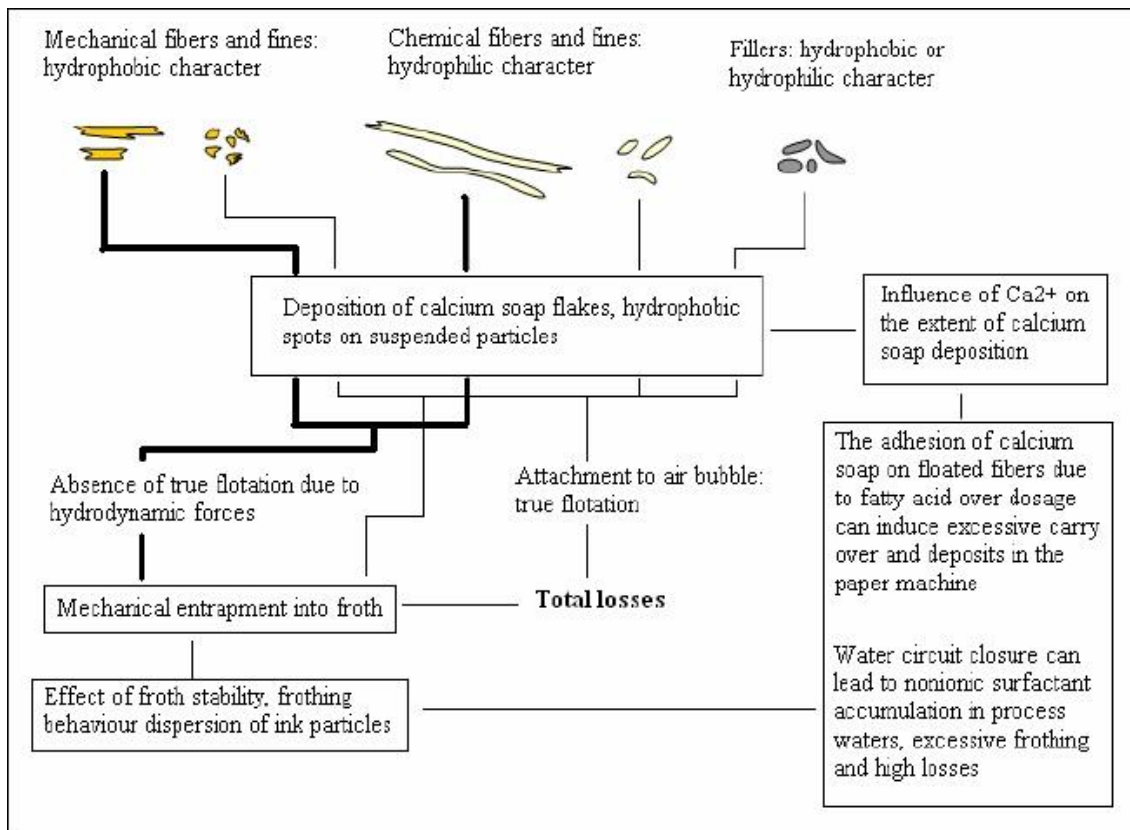 Mechanical fibers and fines:
hydrophobic character
Chemical fibers and fines:
hydrophilic character
Fillers: hydrophobic or
hydrophilic character
Deposition of calcium soap flakes, hydrophobic
spots on suspended particles
Influence of Ca2+ on
the extent of calcium
soap deposition
Absence of true flotation due to
hydrodynamic forces
Attachment to air bubble:
true flotation
The adhesion of calcium
soap on floated fibers due
to fatty acid over dosage
can induce excessive carry
over and deposits in the
paper machine
Mechanical entrapment into froth
Total losses
Effect of froth stability, frothing
behaviour dispersion of ink particles
Water circuit closure can
lead to nonionic surfactant
accumulation in process
waters, excessive frothing
and high losses